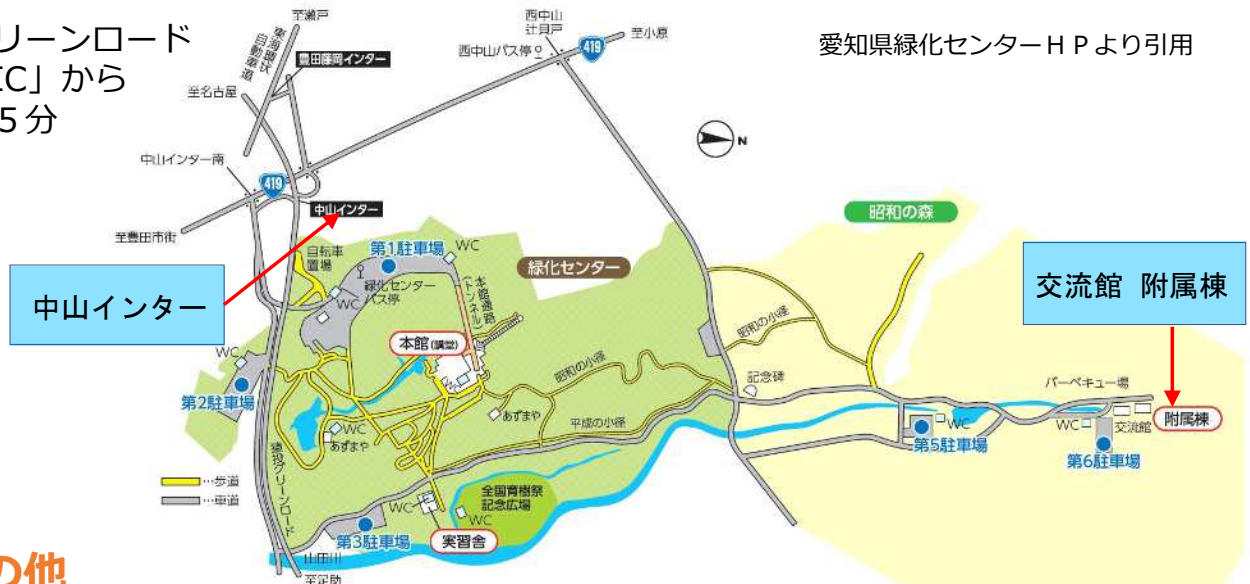 リーンロード
IC」から
５分
愛知県緑化センターＨＰより引用
至瀬戸
東海環状
自動車道
豊田藤岡インター
至名古屋
西中山
辻貝戸
西中山バス停
419
至小原
中山インター南
419
中山インター
至豊田市街
N
昭和の森
自転車
置場
第1駐車場
WC
緑化センター
緑化センター
バス停
WC
本館通路
(トンネル)
中山インター
交流館 附属棟
本館(講堂)
昭和の小径
昭和の小径
WC
第2駐車場
記念碑
バーベキュー場
あずまや
平成の小径
WC
あずまや
WC
交流館
附属棟
WC
第5駐車場
第6駐車場
猿投グリーンロード
…歩道
…車道
全国育樹祭
記念広場
WC
WC
第3駐車場
実習舎
山田川
至足助
の他